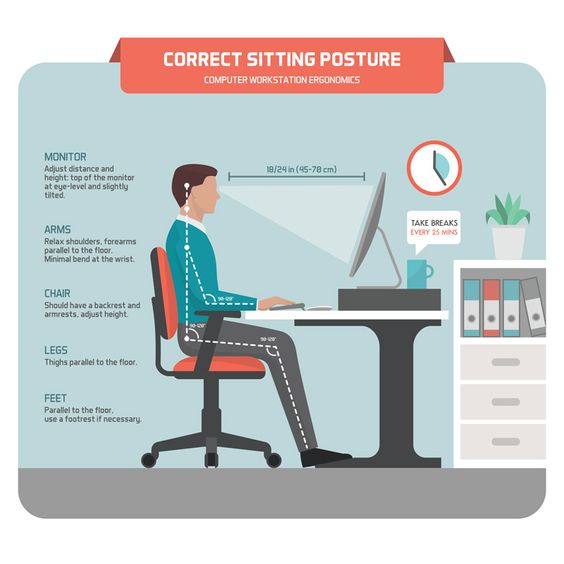 CORRECT SITTING POSTURE
COMPUTER WORKSTATION ERGONOMICS
MONITOR
Adjust distance and
height: top of the monitor
at eye-level and slightly
tilted.
18/24 in (45-70 cm)
TAKE BREAKS
EVERY 25 MINS
ARMS
Relax shoulders, forearms
parallel to the floor.
Minimal bend at the wrist.
CHAIR
Should have a backrest and
armrests, adjust height.
90-120°
90-120°
90-120°
LEGS
Thighs parallel to the floor.
FEET
Parallel to the floor,
use a footrest if necessary.